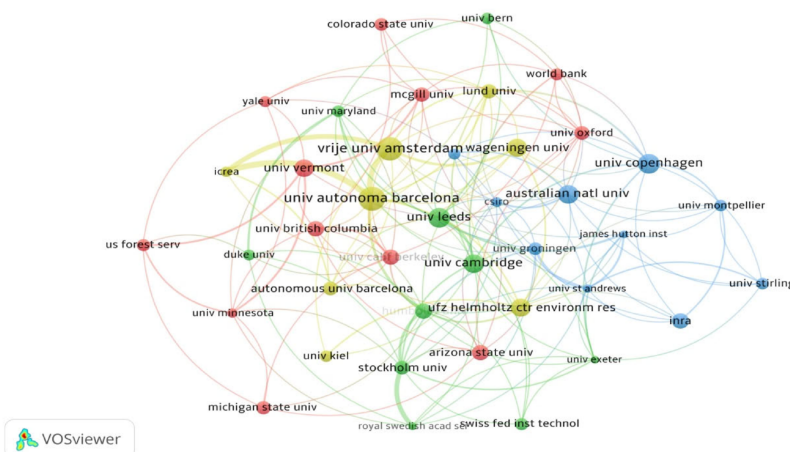 colorado state univ
univ bern
world bank
mcgill univ
lund univ
yale univ
univ maryland
univ oxford
vrije univ amsterdam
wageningen univ
univ copenhagen
icrea
univ vermont
univ autonoma barcelona
australian natl univ
csiro
univ montpellier
univ leeds
univ british columbia
james hutton inst
us forest serv
duke univ
univ groningen
univ calif berkeley
univ cambridge
autonomous univ barcelona
univ st andrews
univ stirling
univ minnesota
ufz helmholtz ctr environm res
inra
univ kiel
arizona state univ
stockholm univ
univ exeter
michigan state univ
royal swedish acad sci
swiss fed inst technol
VOSviewer